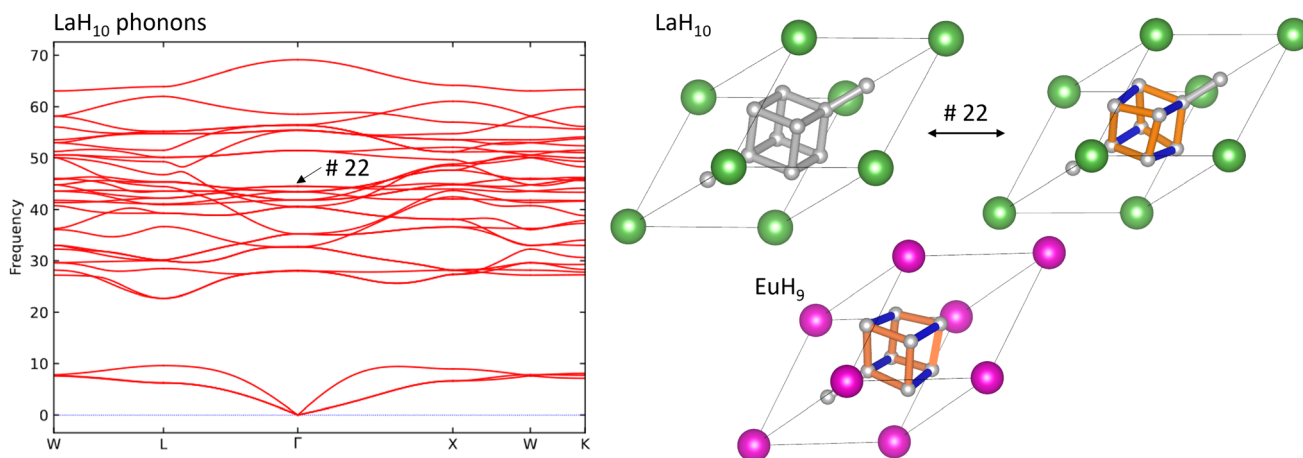 LaH₁₀ phonons
70
60
50
40
30
20
10
0
Frequency
# 22
W L Γ X W K
LaH₁₀
# 22
EuH₉